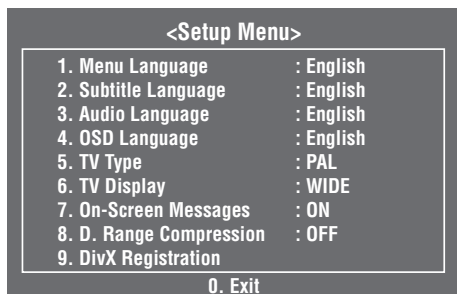 <Setup Menu>
1. Menu Language : English
2. Subtitle Language : English
3. Audio Language : English
4. OSD Language : English
5. TV Type : PAL
6. TV Display : WIDE
7. On-Screen Messages : ON
8. D. Range Compression : OFF
9. DivX Registration
0. Exit